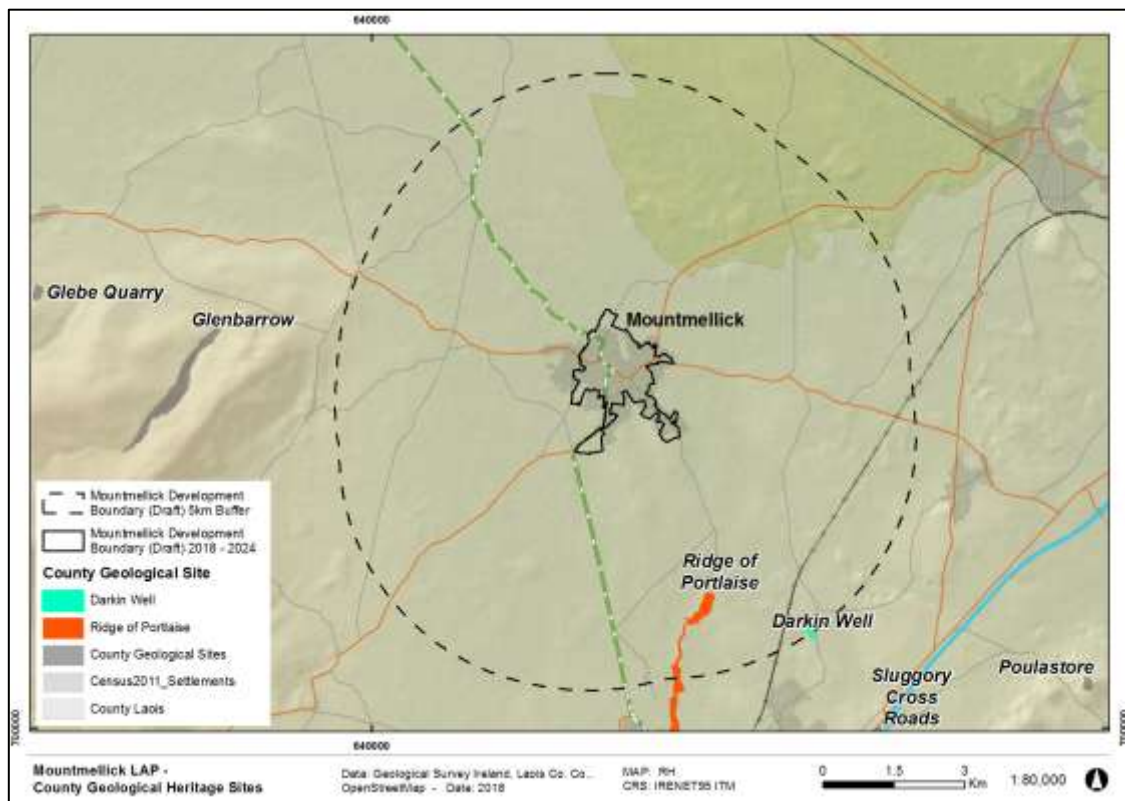 640000
Glebe Quarry
Glenbarrow
Mountmellick
Mountmellick Development
Boundary (Draft) 5km Buffer
Mountmellick Development
Boundary (Draft) 2018 - 2024
County Geological Site
Darkin Well
Ridge of Portlaise
County Geological Sites
Census2011_Settlements
County Laois
Ridge of
Portlaise
Darkin Well
Sluggory
Cross
Roads
Poulastore
700000
700000
640000
Mountmellick LAP -
County Geological Heritage Sites
Data: Geological Survey Ireland, Laois Co. Co..,
OpenStreetMap - Date: 2018
MAP: RH
CRS: IRENET95 ITM
0 1.5 3
Km
1:80,000